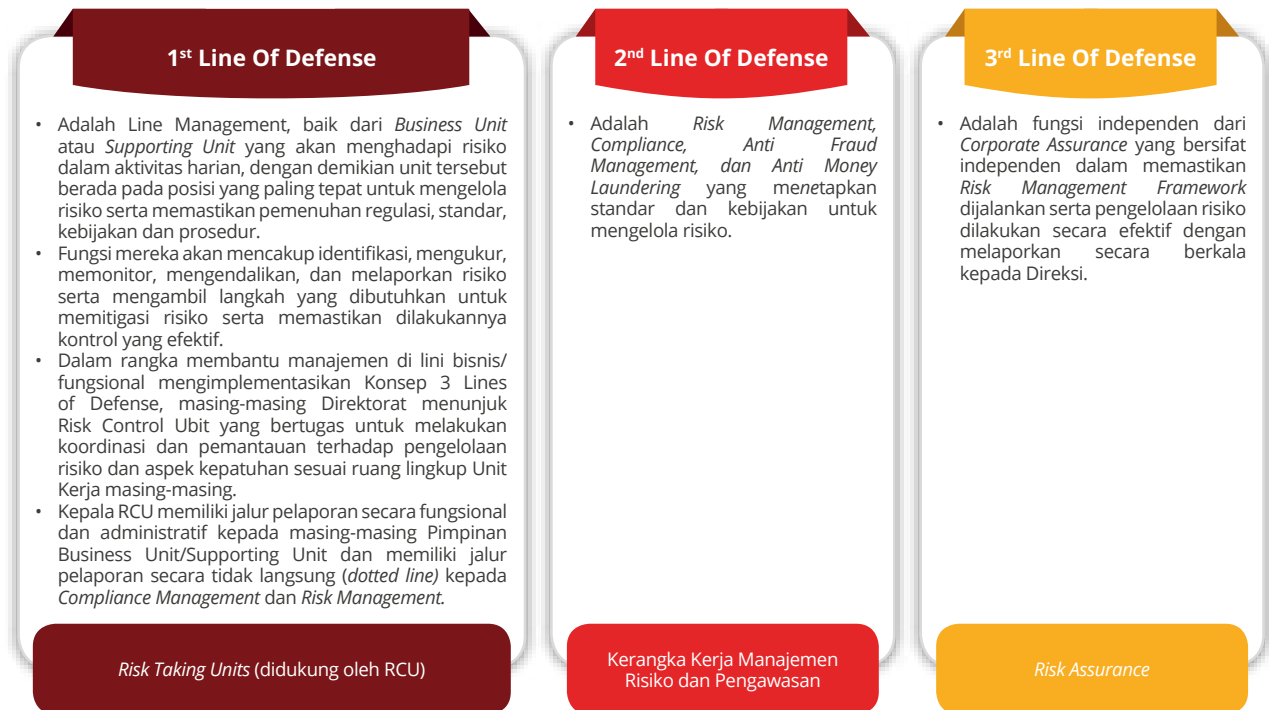 1st Line Of Defense
• Adalah Line Management, baik dari Business Unit
atau Supporting Unit yang akan menghadapi risiko
dalam aktivitas harian, dengan demikian unit tersebut
berada pada posisi yang paling tepat untuk mengelola
risiko serta memastikan pemenuhan regulasi, standar,
kebijakan dan prosedur.
• Fungsi mereka akan mencakup identifikasi, mengukur,
memonitor, mengendalikan, dan melaporkan risiko
serta mengambil langkah yang dibutuhkan untuk
memitigasi risiko serta memastikan dilakukannya
kontrol yang efektif.
• Dalam rangka membantu manajemen di lini bisnis/
fungsional mengimplementasikan Konsep 3 Lines
of Defense, masing-masing Direktorat menunjuk
Risk Control Ubit yang bertugas untuk melakukan
koordinasi dan pemantauan terhadap pengelolaan
risiko dan aspek kepatuhan sesuai ruang lingkup Unit
Kerja masing-masing.
• Kepala RCU memiliki jalur pelaporan secara fungsional
dan administratif kepada masing-masing Pimpinan
Business Unit/Supporting Unit dan memiliki jalur
pelaporan secara tidak langsung (dotted line) kepada
Compliance Management dan Risk Management.
Risk Taking Units (didukung oleh RCU)
2nd Line Of Defense
• Adalah Risk Management,
Compliance, Anti Fraud
Management, dan Anti Money
Laundering yang menetapkan
standar dan kebijakan untuk
mengelola risiko.
Kerangka Kerja Manajemen
Risiko dan Pengawasan
3rd Line Of Defense
• Adalah fungsi independen dari
Corporate Assurance yang bersifat
independen dalam memastikan
Risk Management Framework
dijalankan serta pengelolaan risiko
dilakukan secara efektif dengan
melaporkan secara berkala
kepada Direksi.
Risk Assurance